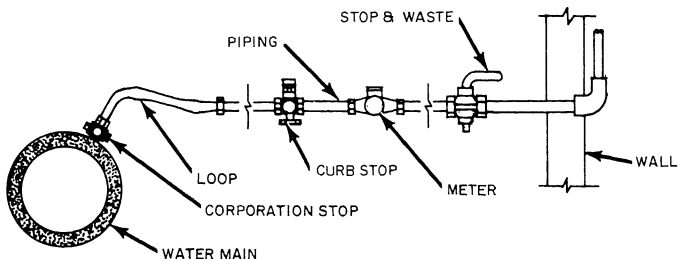 STOP & WASTE
PIPING
WALL
CURB STOP
LOOP
METER
CORPORATION STOP
WATER MAIN